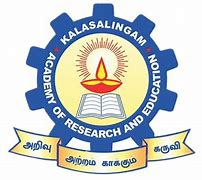 KALASALINGAM
ACADEMY OF RESEARCH AND EDUCATION
அறிவு அற்றம் காக்கும் கருவி